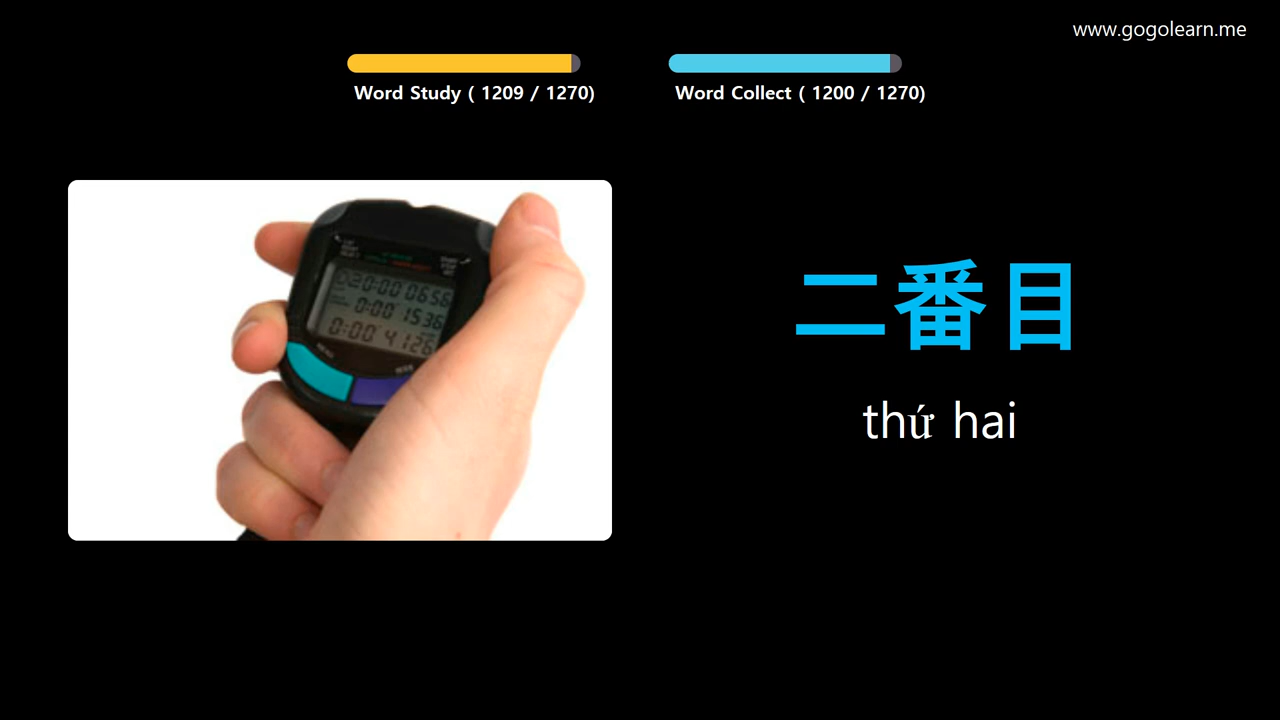 www.gogolearn.me
Word Study ( 1209 / 1270)
Word Collect ( 1200 / 1270)
二番目
thứ hai